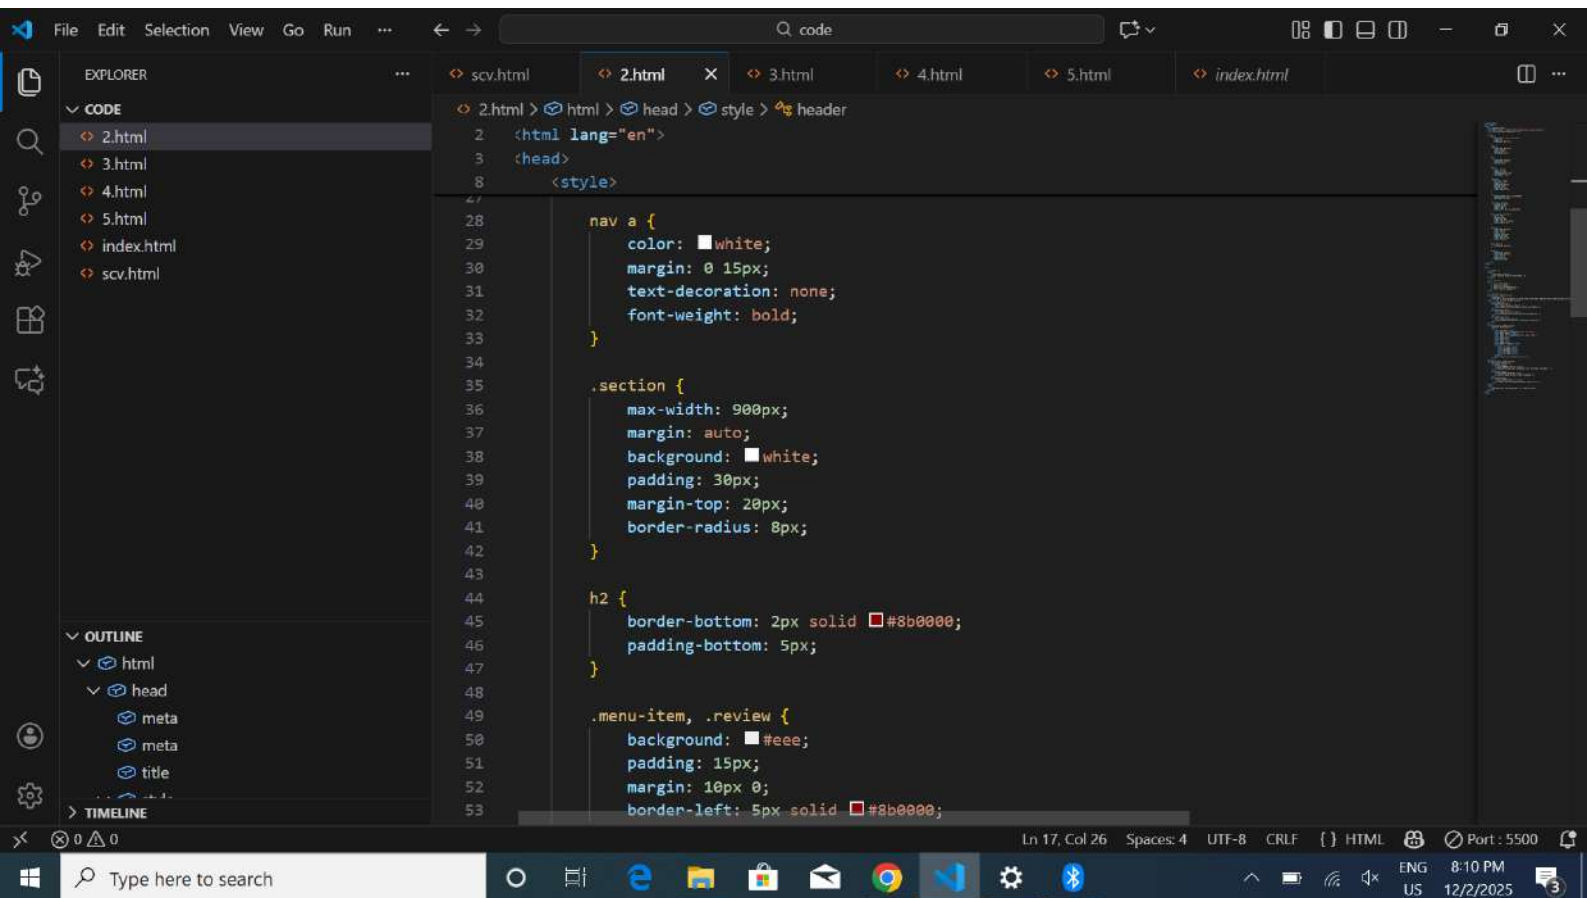 File Edit Selection View Go Run ··· code
EXPLORER ···
CODE
2.html
3.html
4.html
5.html
index.html
scv.html
OUTLINE
html
head
meta
meta
title
TIMELINE
scv.html 2.html 3.html 4.html 5.html index.html ···
2.html > html > head > style > header
2 <html lang="en">
3 <head>
8 <style>
27
28 nav a {
29 color: white;
30 margin: 0 15px;
31 text-decoration: none;
32 font-weight: bold;
33 }
34
35 .section {
36 max-width: 900px;
37 margin: auto;
38 background: white;
39 padding: 30px;
40 margin-top: 20px;
41 border-radius: 8px;
42 }
43
44 h2 {
45 border-bottom: 2px solid #8b0000;
46 padding-bottom: 5px;
47 }
48
49 .menu-item, .review {
50 background: #eee;
51 padding: 15px;
52 margin: 10px 0;
53 border-left: 5px solid #8b0000;
0 0 Ln 17, Col 26 Spaces: 4 UTF-8 CRLF { } HTML Port : 5500
Type here to search
ENG
US
8:10 PM
12/2/2025
3